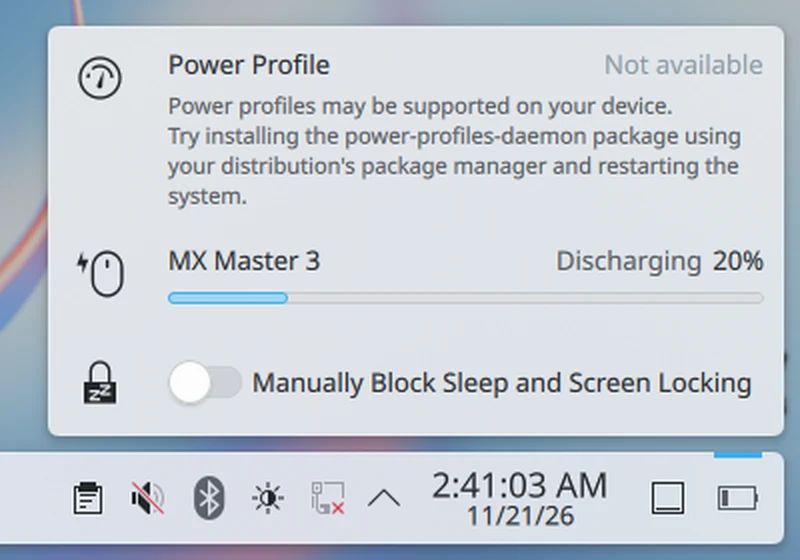 Power Profile Not available
Power profiles may be supported on your device.
Try installing the power-profiles-daemon package using
your distribution's package manager and restarting the
system.
MX Master 3 Discharging 20%
zz
Manually Block Sleep and Screen Locking
2:41:03 AM
11/21/26